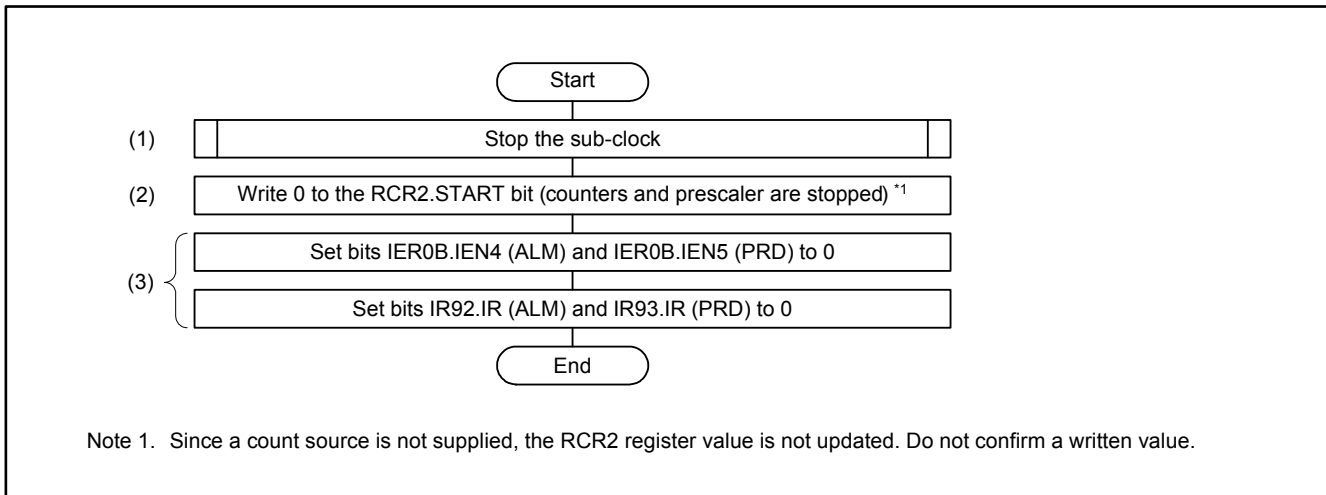 Start
(1)
Stop the sub-clock
(2)
Write 0 to the RCR2.START bit (counters and prescaler are stopped) *1
(3)
Set bits IER0B.IEN4 (ALM) and IER0B.IEN5 (PRD) to 0
Set bits IR92.IR (ALM) and IR93.IR (PRD) to 0
End
Note 1. Since a count source is not supplied, the RCR2 register value is not updated. Do not confirm a written value.